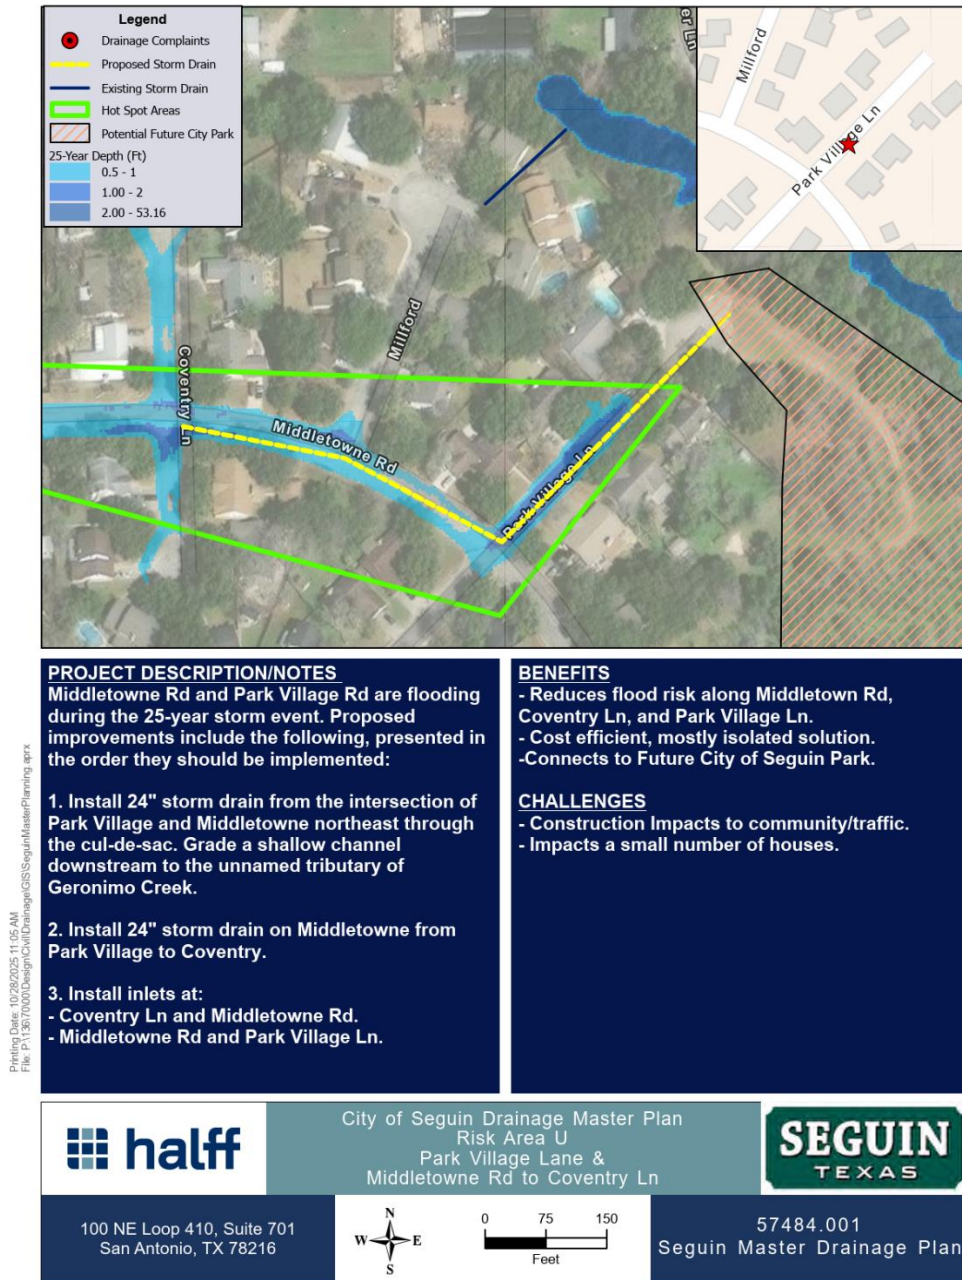 Legend
Drainage Complaints
Proposed Storm Drain
Existing Storm Drain
Hot Spot Areas
Potential Future City Park
25-Year Depth (Ft)
0.5 - 1
1.00 - 2
2.00 - 53.16
er Ln
Millford
Park Village Ln
Millford
Coventry Ln
Middletowne Rd
Park Village Ln
PROJECT DESCRIPTION/NOTES
Middletowne Rd and Park Village Rd are flooding
during the 25-year storm event. Proposed
improvements include the following, presented in
the order they should be implemented:
1. Install 24" storm drain from the intersection of
Park Village and Middletowne northeast through
the cul-de-sac. Grade a shallow channel
downstream to the unnamed tributary of
Geronimo Creek.
2. Install 24" storm drain on Middletowne from
Park Village to Coventry.
3. Install inlets at:
- Coventry Ln and Middletowne Rd.
- Middletowne Rd and Park Village Ln.
BENEFITS
- Reduces flood risk along Middletown Rd,
Coventry Ln, and Park Village Ln.
- Cost efficient, mostly isolated solution.
-Connects to Future City of Seguin Park.
CHALLENGES
- Construction Impacts to community/traffic.
- Impacts a small number of houses.
Printing Date: 10/28/2025 11:05 AM
File: P:\136\70\00\Design\Civil\Drainage\GIS\SeguinMasterPlanning.aprx
halff
City of Seguin Drainage Master Plan
Risk Area U
Park Village Lane &
Middletowne Rd to Coventry Ln
SEGUIN
TEXAS
100 NE Loop 410, Suite 701
San Antonio, TX 78216
N
W E
S
0 75 150
Feet
57484.001
Seguin Master Drainage Plan